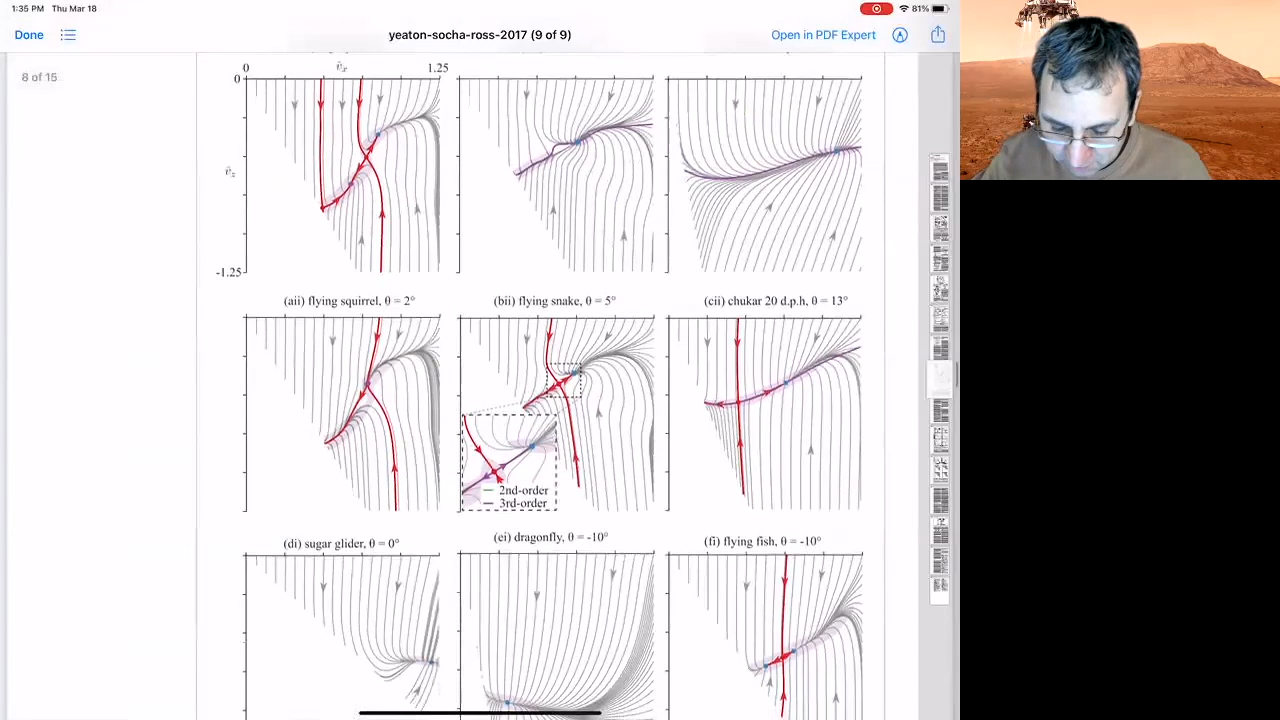 1:35 PM Thu Mar 18
81%
Done
yeaton-socha-ross-2017 (9 of 9)
Open in PDF Expert
8 of 15
0
v̂ₓ
1.25
0
v̂_z
-1.25
(aii) flying squirrel, θ = 2°
(bii) flying snake, θ = 5°
(cii) chukar 20 d.p.h, θ = 13°
2nd-order
3rd-order
(di) sugar glider, θ = 0°
(ei) dragonfly, θ = -10°
(fi) flying fish, θ = -10°